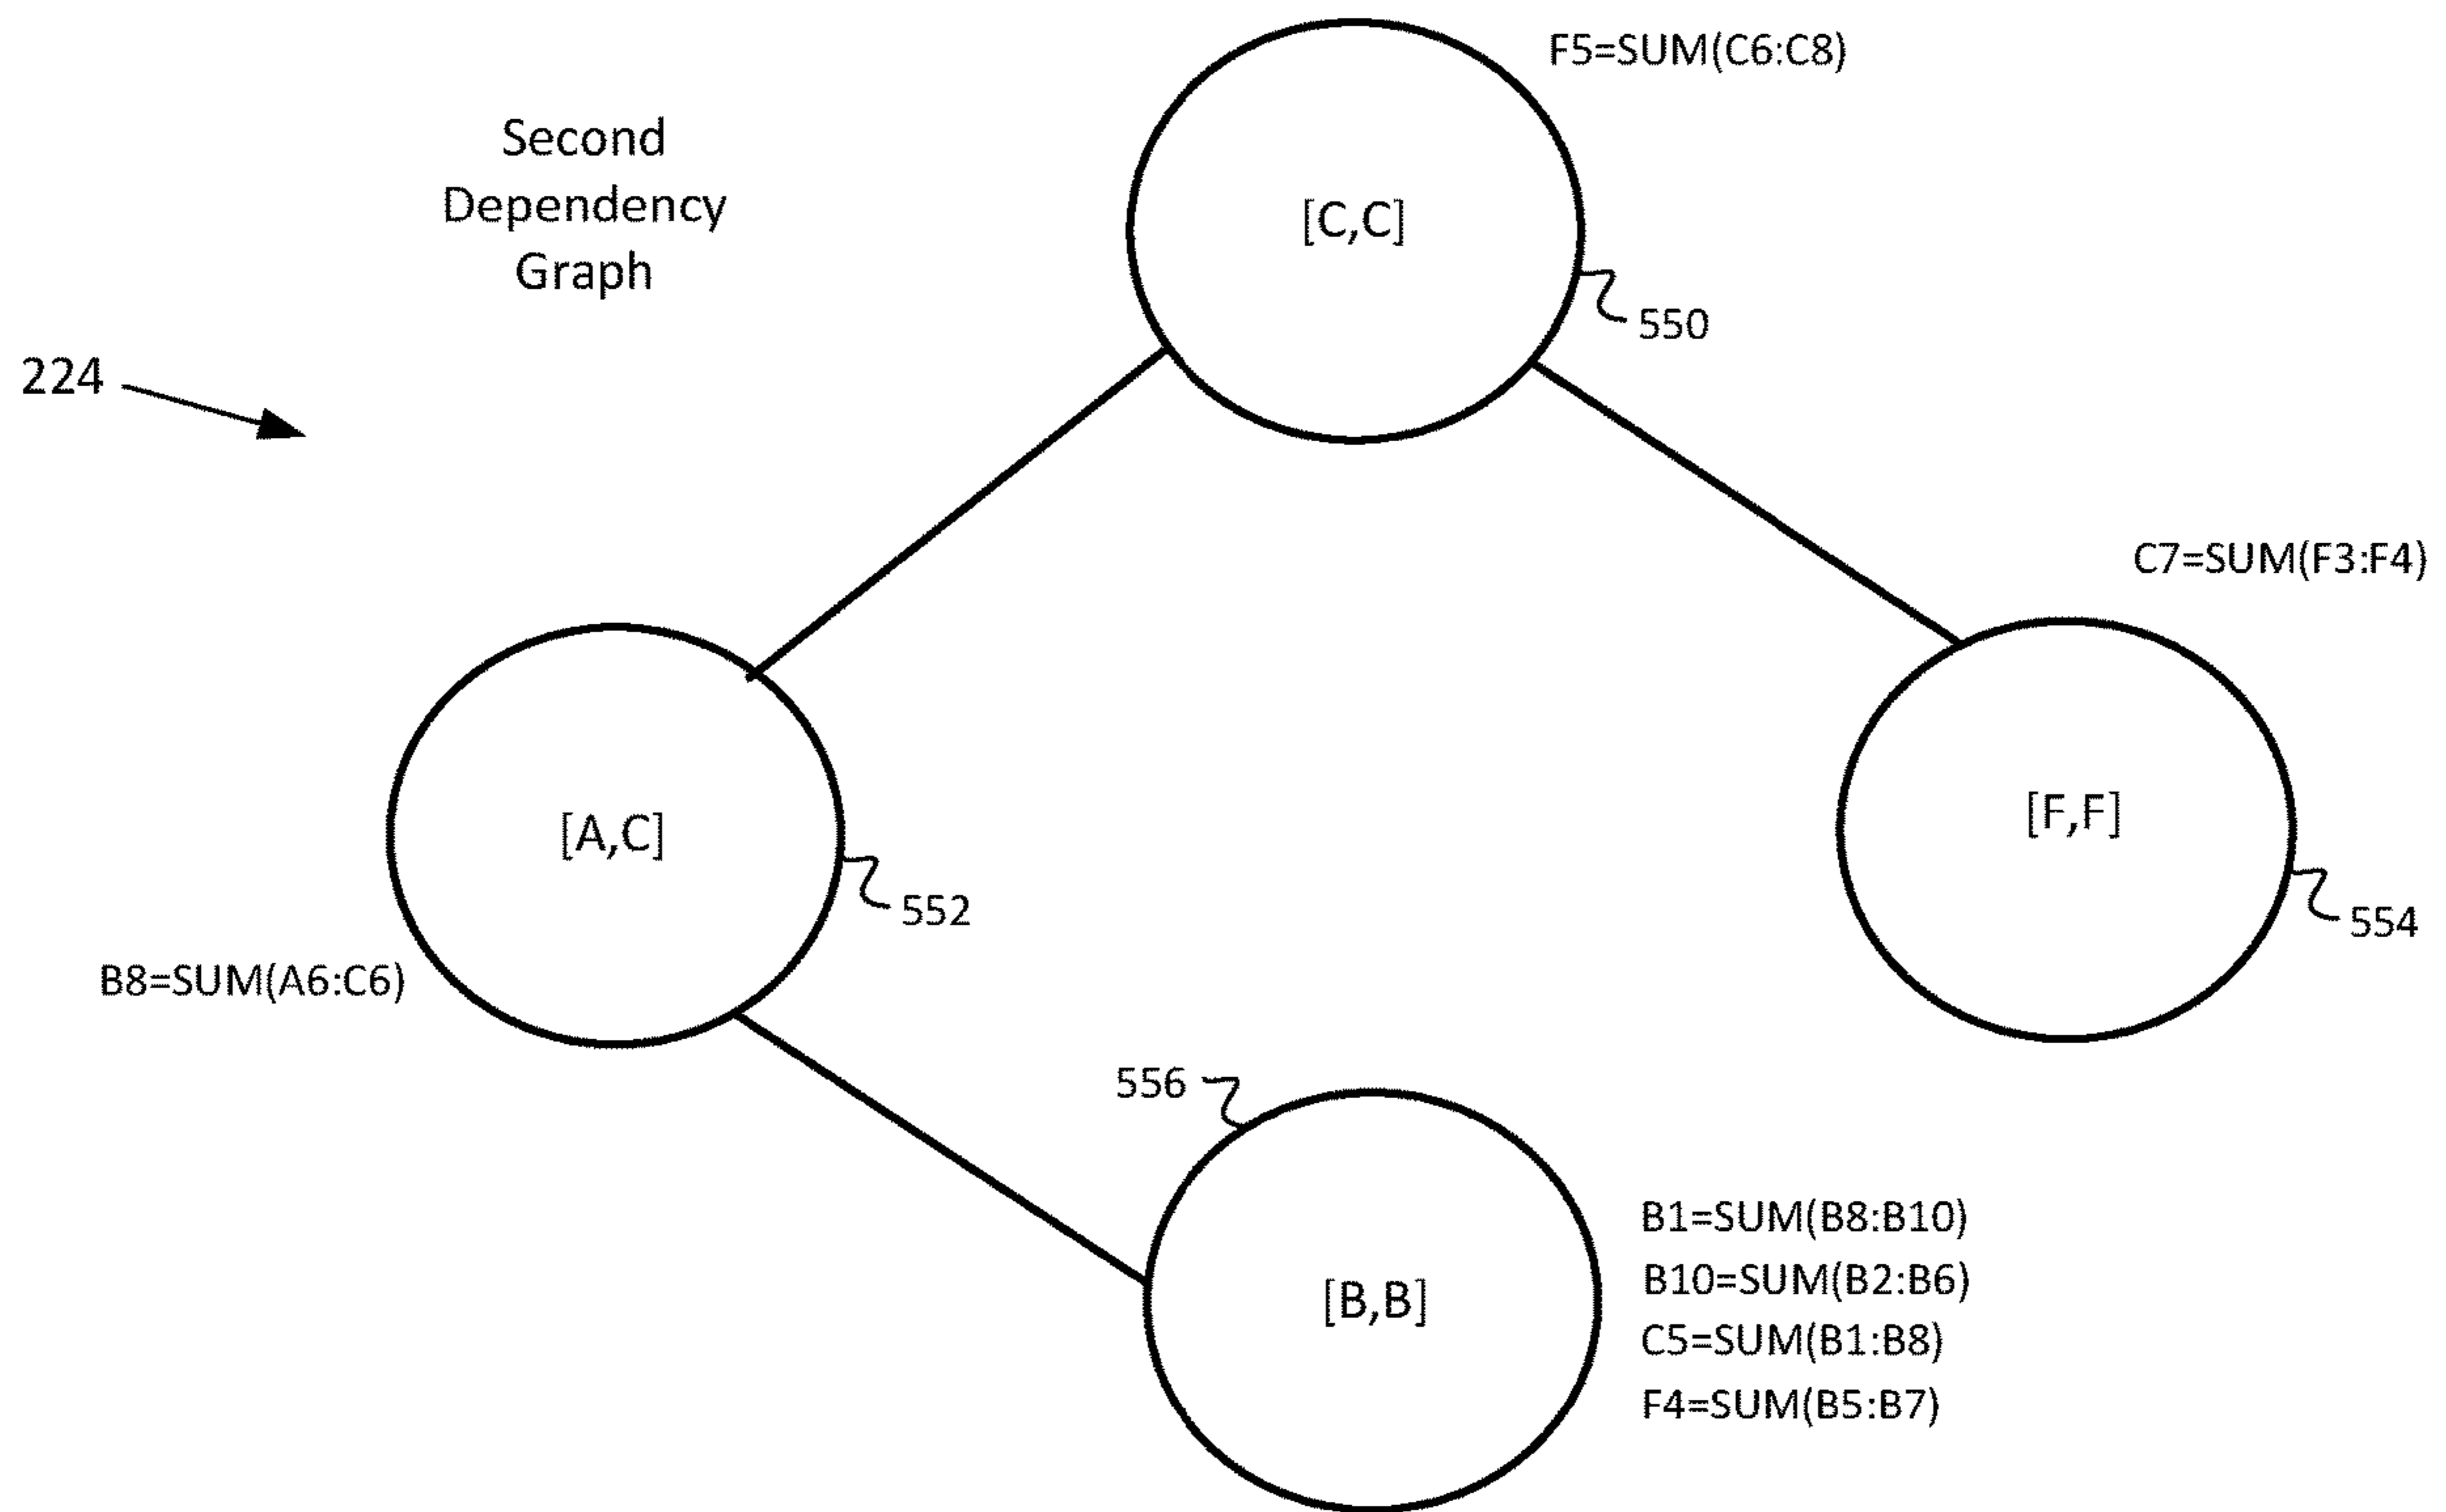 F5=SUM(C6:C8)
Second
Dependency
Graph
[C,C]
550
224
C7=SUM(F3:F4)
[A,C]
[F,F]
552
554
B8=SUM(A6:C6)
556
B1=SUM(B8:B10)
B10=SUM(B2:B6)
[B,B]
C5=SUM(B1:B8)
F4=SUM(B5:B7)